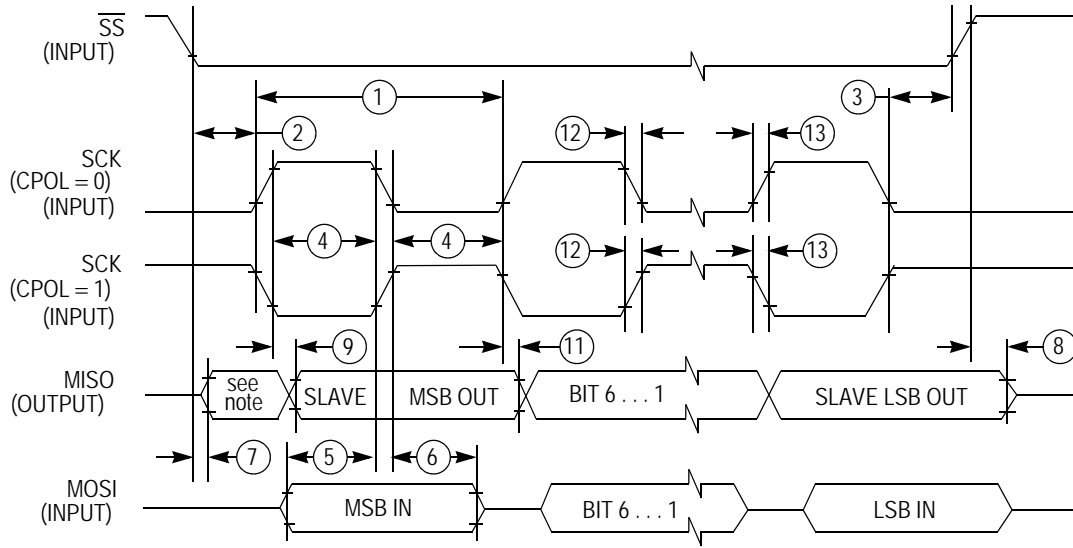 SS
(INPUT)
1
3
2
12
13
SCK
(CPOL = 0)
(INPUT)
4
4
SCK
(CPOL = 1)
(INPUT)
12
13
9
11
8
MISO
(OUTPUT)
see
note
SLAVE
MSB OUT
BIT 6 . . . 1
SLAVE LSB OUT
7
5
6
MOSI
(INPUT)
MSB IN
BIT 6 . . . 1
LSB IN